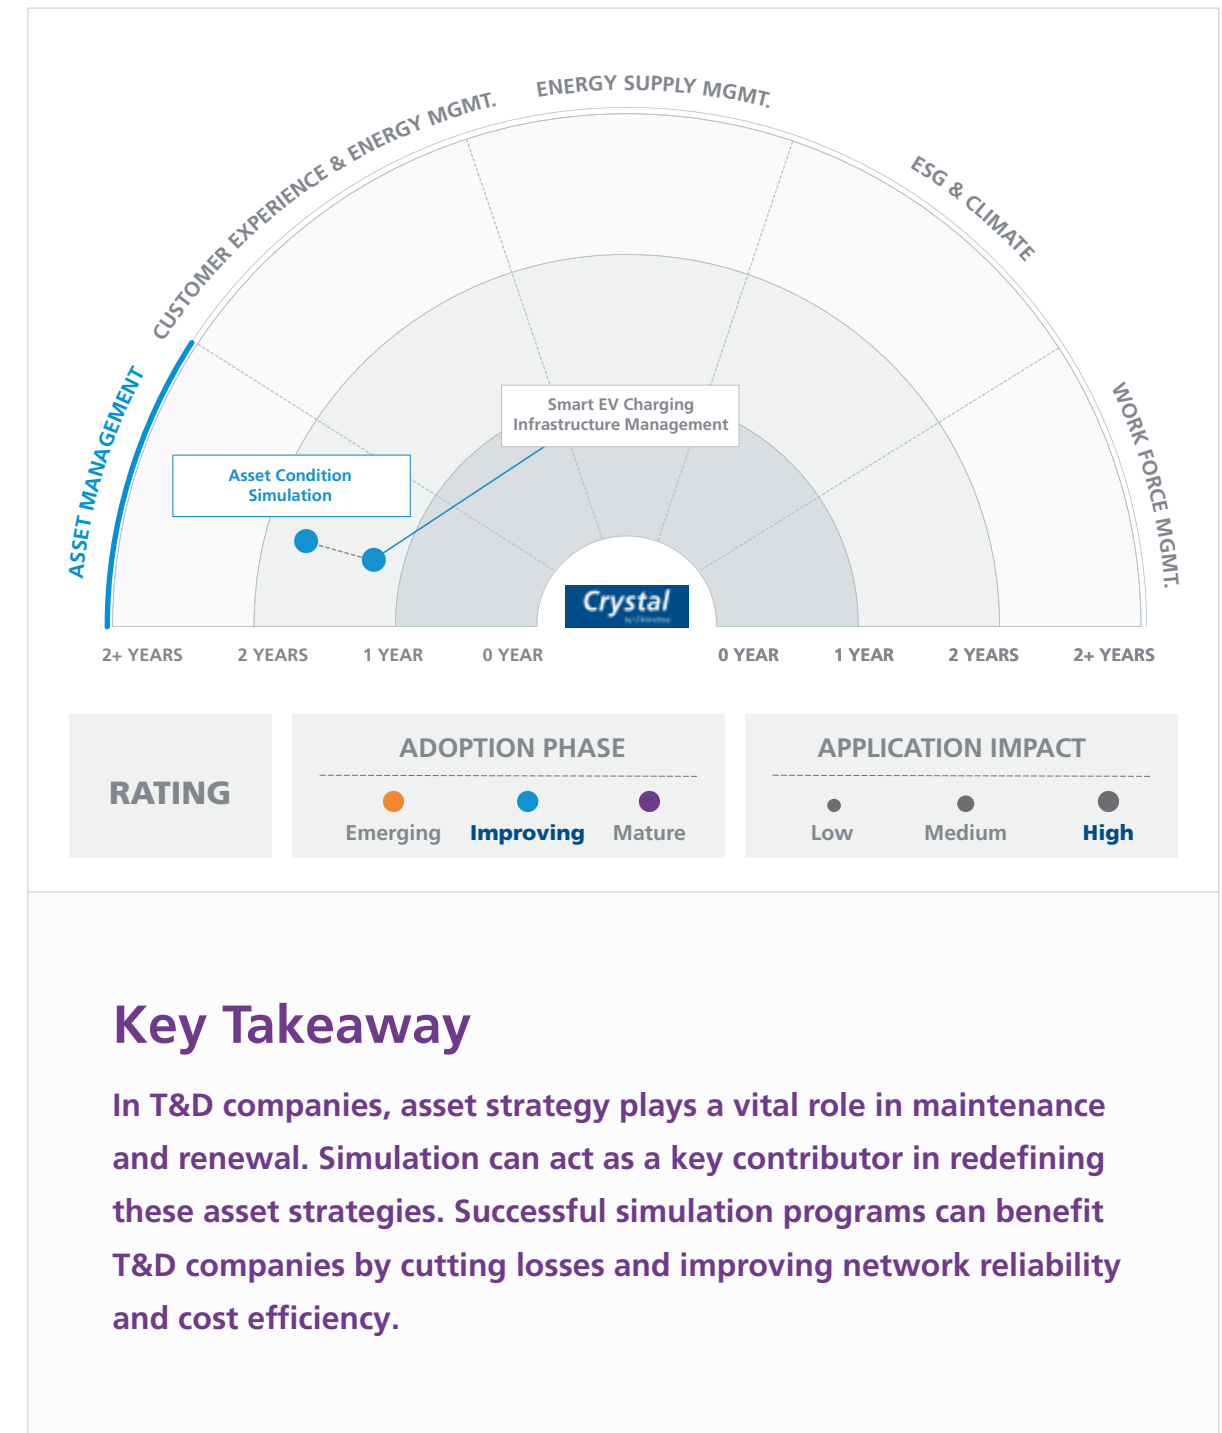 ENERGY SUPPLY MGMT.
CUSTOMER EXPERIENCE & ENERGY MGMT.
ESG & CLIMATE
ASSET MANAGEMENT
WORK FORCE MGMT.
Smart EV Charging
Infrastructure Management
Asset Condition
Simulation
Crystal
2+ YEARS 2 YEARS 1 YEAR 0 YEAR 0 YEAR 1 YEAR 2 YEARS 2+ YEARS
RATING
ADOPTION PHASE
Emerging Improving Mature
APPLICATION IMPACT
Low Medium High
Key Takeaway
In T&D companies, asset strategy plays a vital role in maintenance
and renewal. Simulation can act as a key contributor in redefining
these asset strategies. Successful simulation programs can benefit
T&D companies by cutting losses and improving network reliability
and cost efficiency.